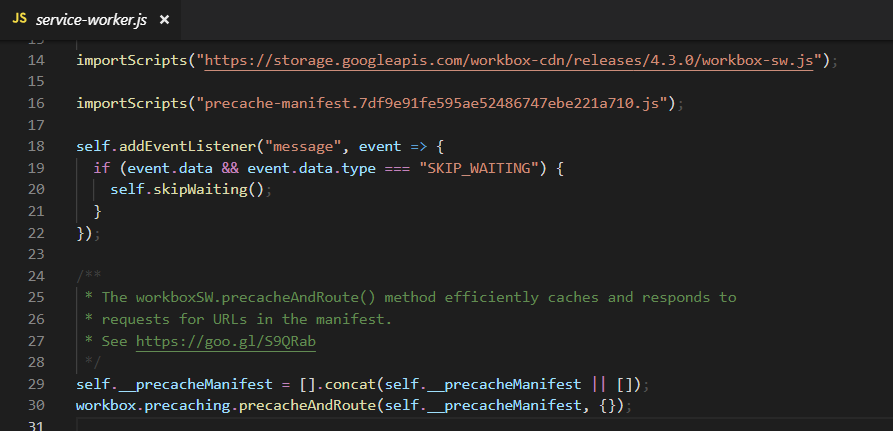 JS service-worker.js ×
13
14 importScripts("https://storage.googleapis.com/workbox-cdn/releases/4.3.0/workbox-sw.js");
15
16 importScripts("precache-manifest.7df9e91fe595ae52486747ebe221a710.js");
17
18 self.addEventListener("message", event => {
19   if (event.data && event.data.type === "SKIP_WAITING") {
20     self.skipWaiting();
21   }
22 });
23
24 /**
25  * The workboxSW.precacheAndRoute() method efficiently caches and responds to
26  * requests for URLs in the manifest.
27  * See https://goo.gl/S9QRab
28  */
29 self.__precacheManifest = [].concat(self.__precacheManifest || []);
30 workbox.precaching.precacheAndRoute(self.__precacheManifest, {});
31